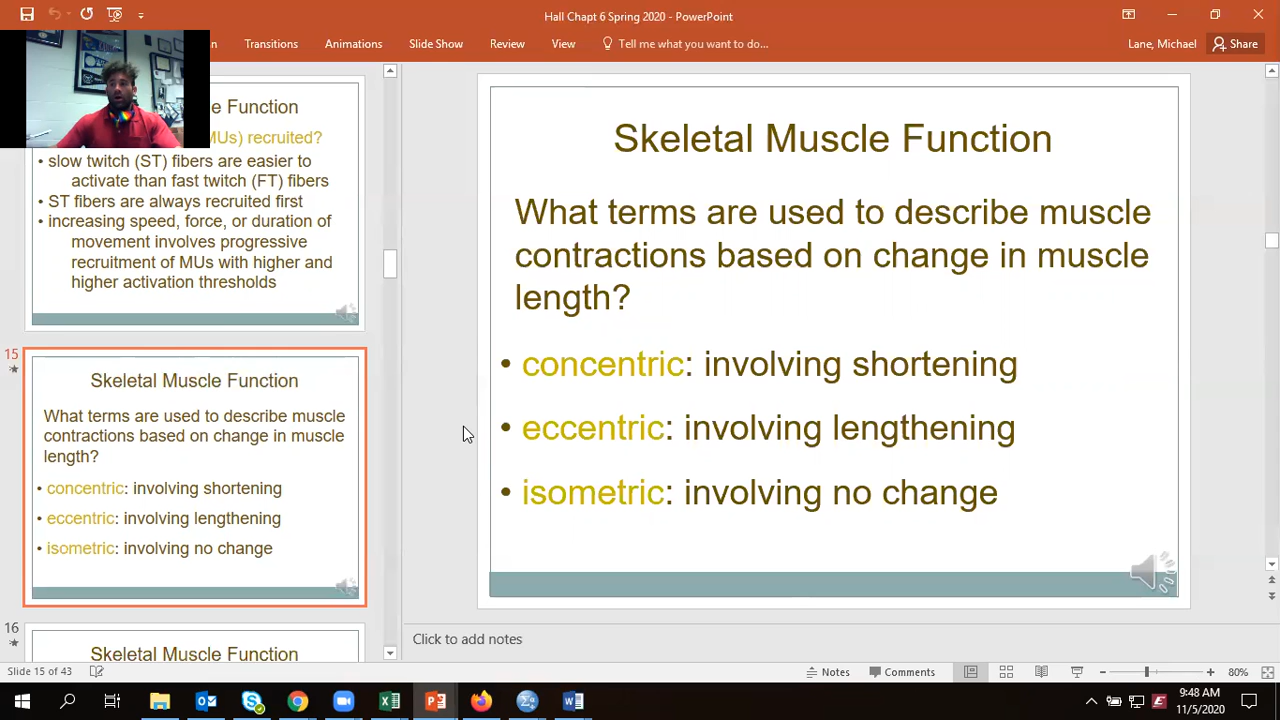 Hall Chapt 6 Spring 2020 - PowerPoint
Transitions Animations Slide Show Review View Tell me what you want to do...
Lane, Michael Share
Function
MUs) recruited?
• slow twitch (ST) fibers are easier to
activate than fast twitch (FT) fibers
• ST fibers are always recruited first
• increasing speed, force, or duration of
movement involves progressive
recruitment of MUs with higher and
higher activation thresholds
15
Skeletal Muscle Function
What terms are used to describe muscle
contractions based on change in muscle
length?
• concentric: involving shortening
• eccentric: involving lengthening
• isometric: involving no change
16
Skeletal Muscle Function
Skeletal Muscle Function
What terms are used to describe muscle
contractions based on change in muscle
length?
• concentric: involving shortening
• eccentric: involving lengthening
• isometric: involving no change
Click to add notes
Slide 15 of 43
Notes Comments 80%
9:48 AM
11/5/2020